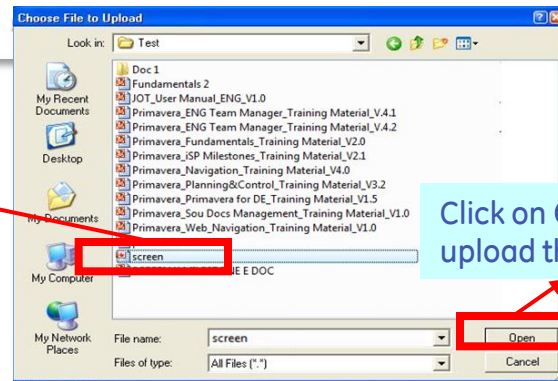 Choose File to Upload
Look in: Test
My Recent Documents
Desktop
My Documents
My Computer
My Network Places
Doc 1
Fundamentals 2
JOT_User Manual_ENG_V1.0
Primavera_ENG Team Manager_Training Material_V.4.1
Primavera_ENG Team Manager_Training Material_V.4.2
Primavera_Fundamentals_Training Material_V2.0
Primavera_iSP Milestones_Training Material_V2.1
Primavera_Navigation_Training Material_V4.0
Primavera_Planning&Control_Training Material_V3.2
Primavera_Primavera for DE_Training Material_V1.5
Primavera_Sou Docs Management_Training Material_V1.0
Primavera_Web_Navigation_Training Material_V1.0
screen
E DOC
Click on
upload th
File name: screen
Open
Files of type: All Files (*.*)
Cancel